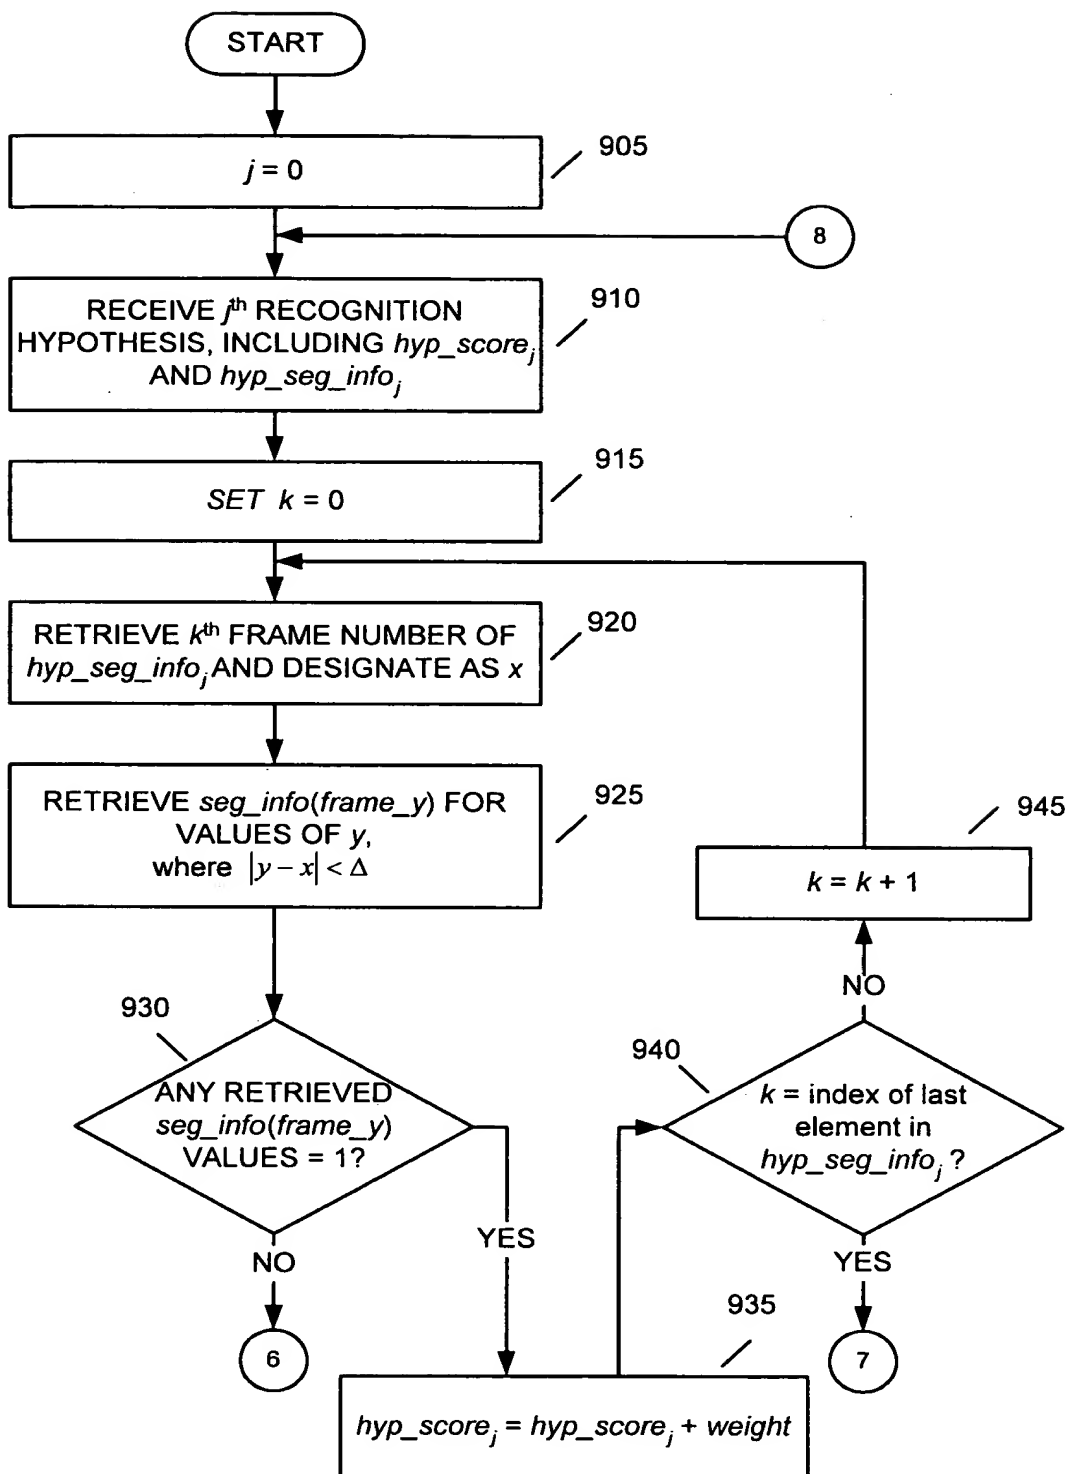 START
j = 0
905
8
RECEIVE jth RECOGNITION
HYPOTHESIS, INCLUDING hyp_scorej
AND hyp_seg_infoj
910
SET k = 0
915
RETRIEVE kth FRAME NUMBER OF
hyp_seg_infoj AND DESIGNATE AS x
920
RETRIEVE seg_info(frame_y) FOR
VALUES OF y,
where |y – x| < Δ
925
945
k = k + 1
NO
930
ANY RETRIEVED
seg_info(frame_y)
VALUES = 1?
940
k = index of last
element in
hyp_seg_infoj ?
YES
NO
YES
6
935
7
hyp_scorej = hyp_scorej + weight